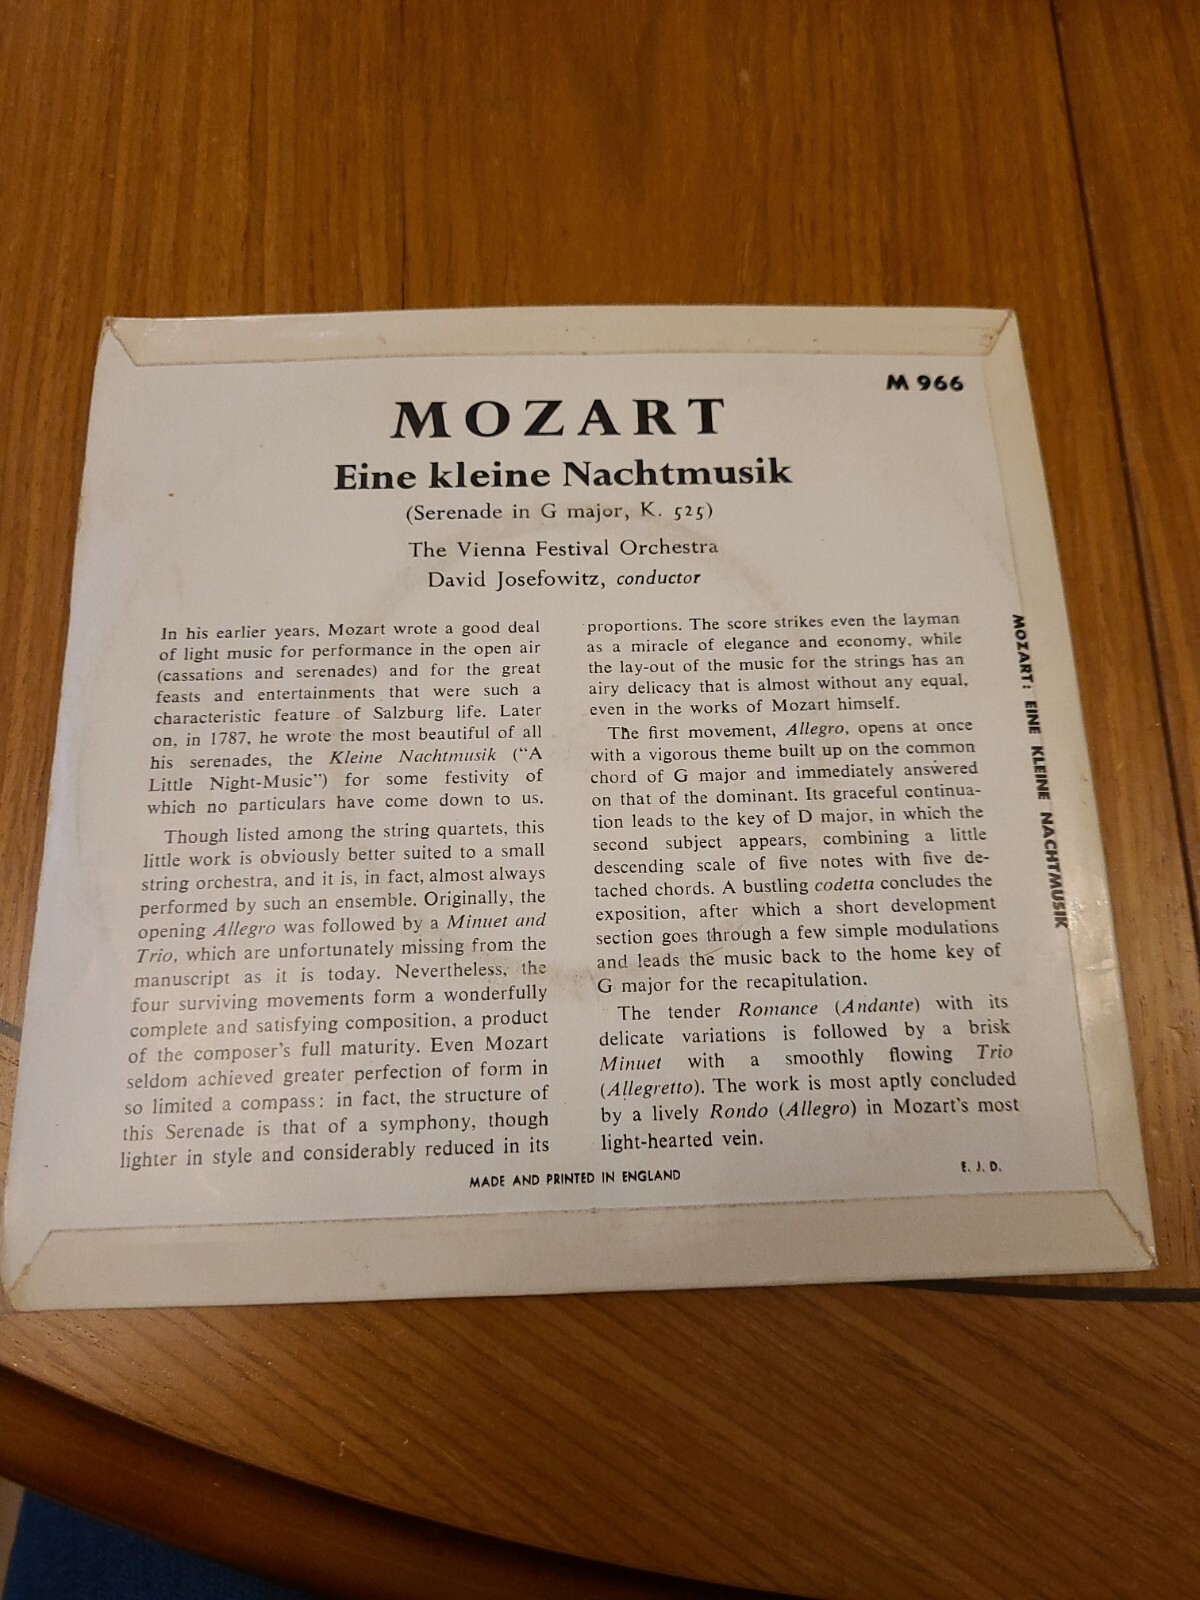 M 966
MOZART
Eine kleine Nachtmusik
(Serenade in G major, K. 525)
The Vienna Festival Orchestra
David Josefowitz, conductor
In his earlier years, Mozart wrote a good deal
of light music for performance in the open air
(cassations and serenades) and for the great
feasts and entertainments that were such a
characteristic feature of Salzburg life. Later
on, in 1787, he wrote the most beautiful of all
his serenades, the Kleine Nachtmusik (“A
Little Night-Music”) for some festivity of
which no particulars have come down to us.
Though listed among the string quartets, this
little work is obviously better suited to a small
string orchestra, and it is, in fact, almost always
performed by such an ensemble. Originally, the
opening Allegro was followed by a Minuet and
Trio, which are unfortunately missing from the
manuscript as it is today. Nevertheless, the
four surviving movements form a wonderfully
complete and satisfying composition, a product
of the composer's full maturity. Even Mozart
seldom achieved greater perfection of form in
so limited a compass: in fact, the structure of
this Serenade is that of a symphony, though
lighter in style and considerably reduced in its
proportions. The score strikes even the layman
as a miracle of elegance and economy, while
the lay-out of the music for the strings has an
airy delicacy that is almost without any equal,
even in the works of Mozart himself.
The first movement, Allegro, opens at once
with a vigorous theme built up on the common
chord of G major and immediately answered
on that of the dominant. Its graceful continua-
tion leads to the key of D major, in which the
second subject appears, combining a little
descending scale of five notes with five de-
tached chords. A bustling codetta concludes the
exposition, after which a short development
section goes through a few simple modulations
and leads the music back to the home key of
G major for the recapitulation.
The tender Romance (Andante) with its
delicate variations is followed by a brisk
Minuet with a smoothly flowing Trio
(Allegretto). The work is most aptly concluded
by a lively Rondo (Allegro) in Mozart's most
light-hearted vein.
E. J. D.
MADE AND PRINTED IN ENGLAND
MOZART: EINE KLEINE NACHTMUSIK